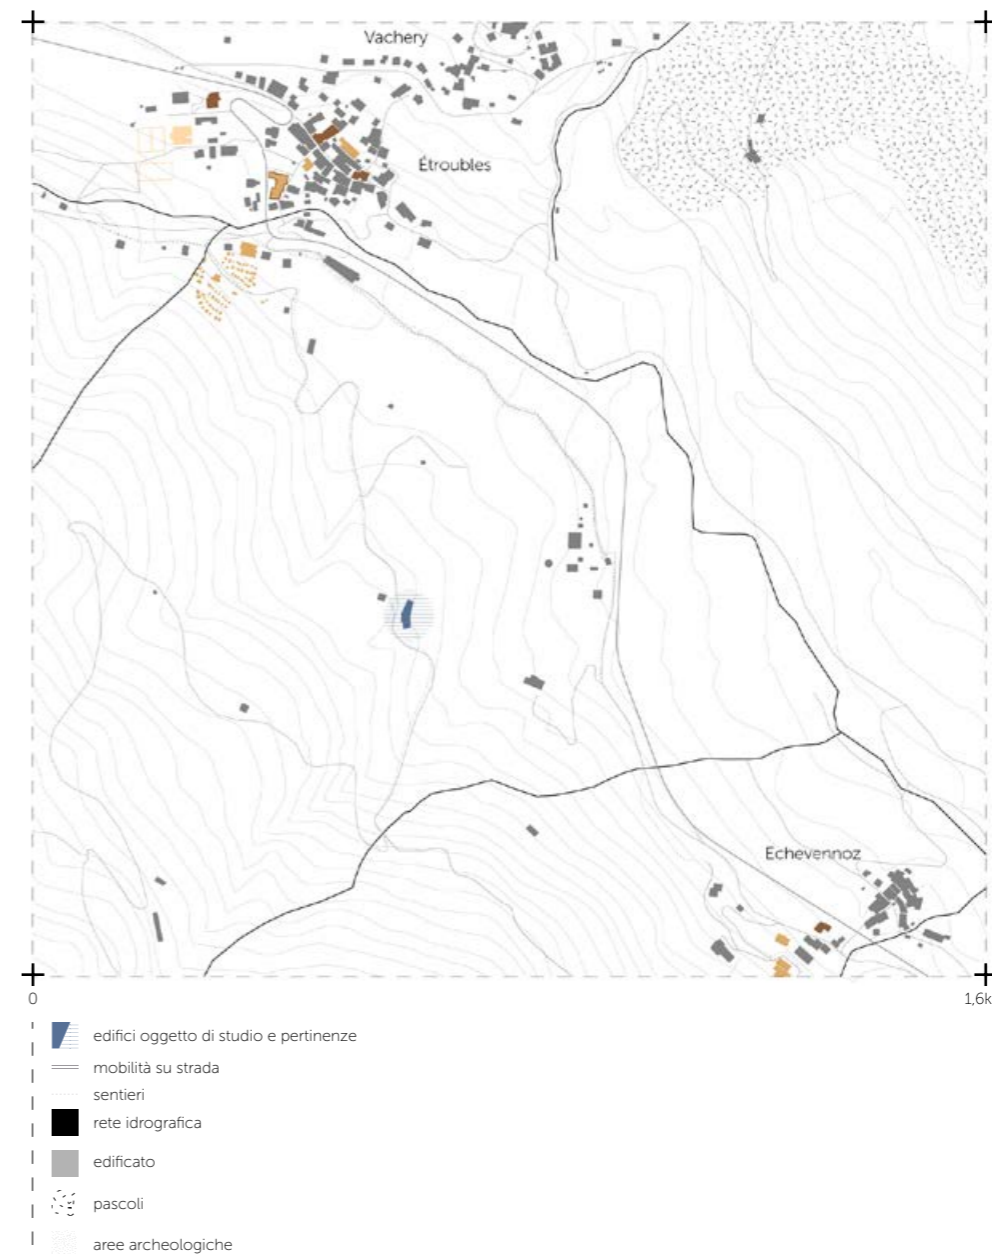 Vachery
Étroubles
Echevennoz
0
1,6k
edifici oggetto di studio e pertinenze
mobilità su strada
sentieri
rete idrografica
edificato
pascoli
aree archeologiche